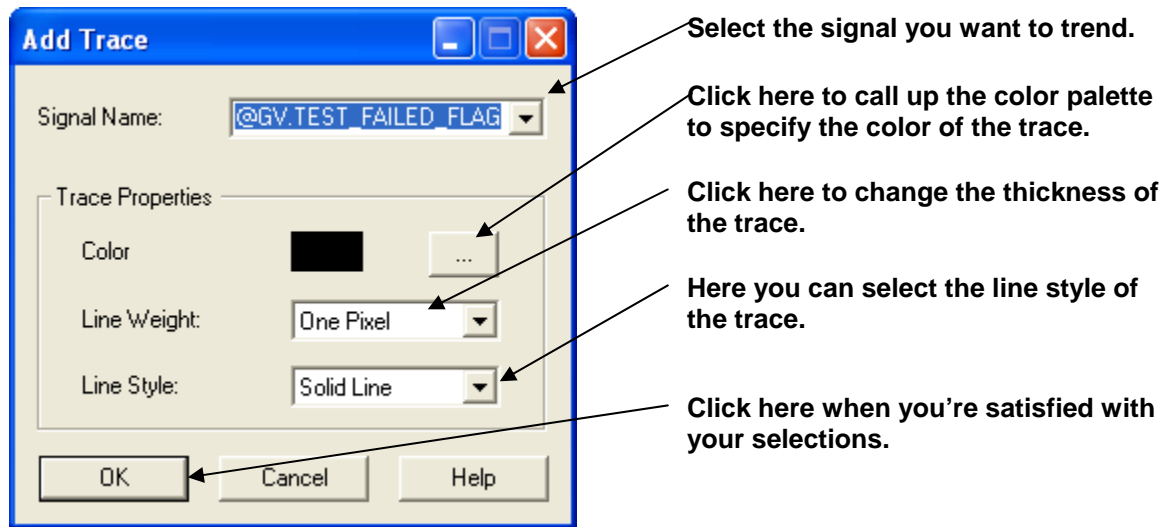 Add Trace
Signal Name:
@GV.TEST_FAILED_FLAG
Trace Properties
Color
...
Line Weight:
One Pixel
Line Style:
Solid Line
OK
Cancel
Help
Select the signal you want to trend.
Click here to call up the color palette
to specify the color of the trace.
Click here to change the thickness of
the trace.
Here you can select the line style of
the trace.
Click here when you’re satisfied with
your selections.